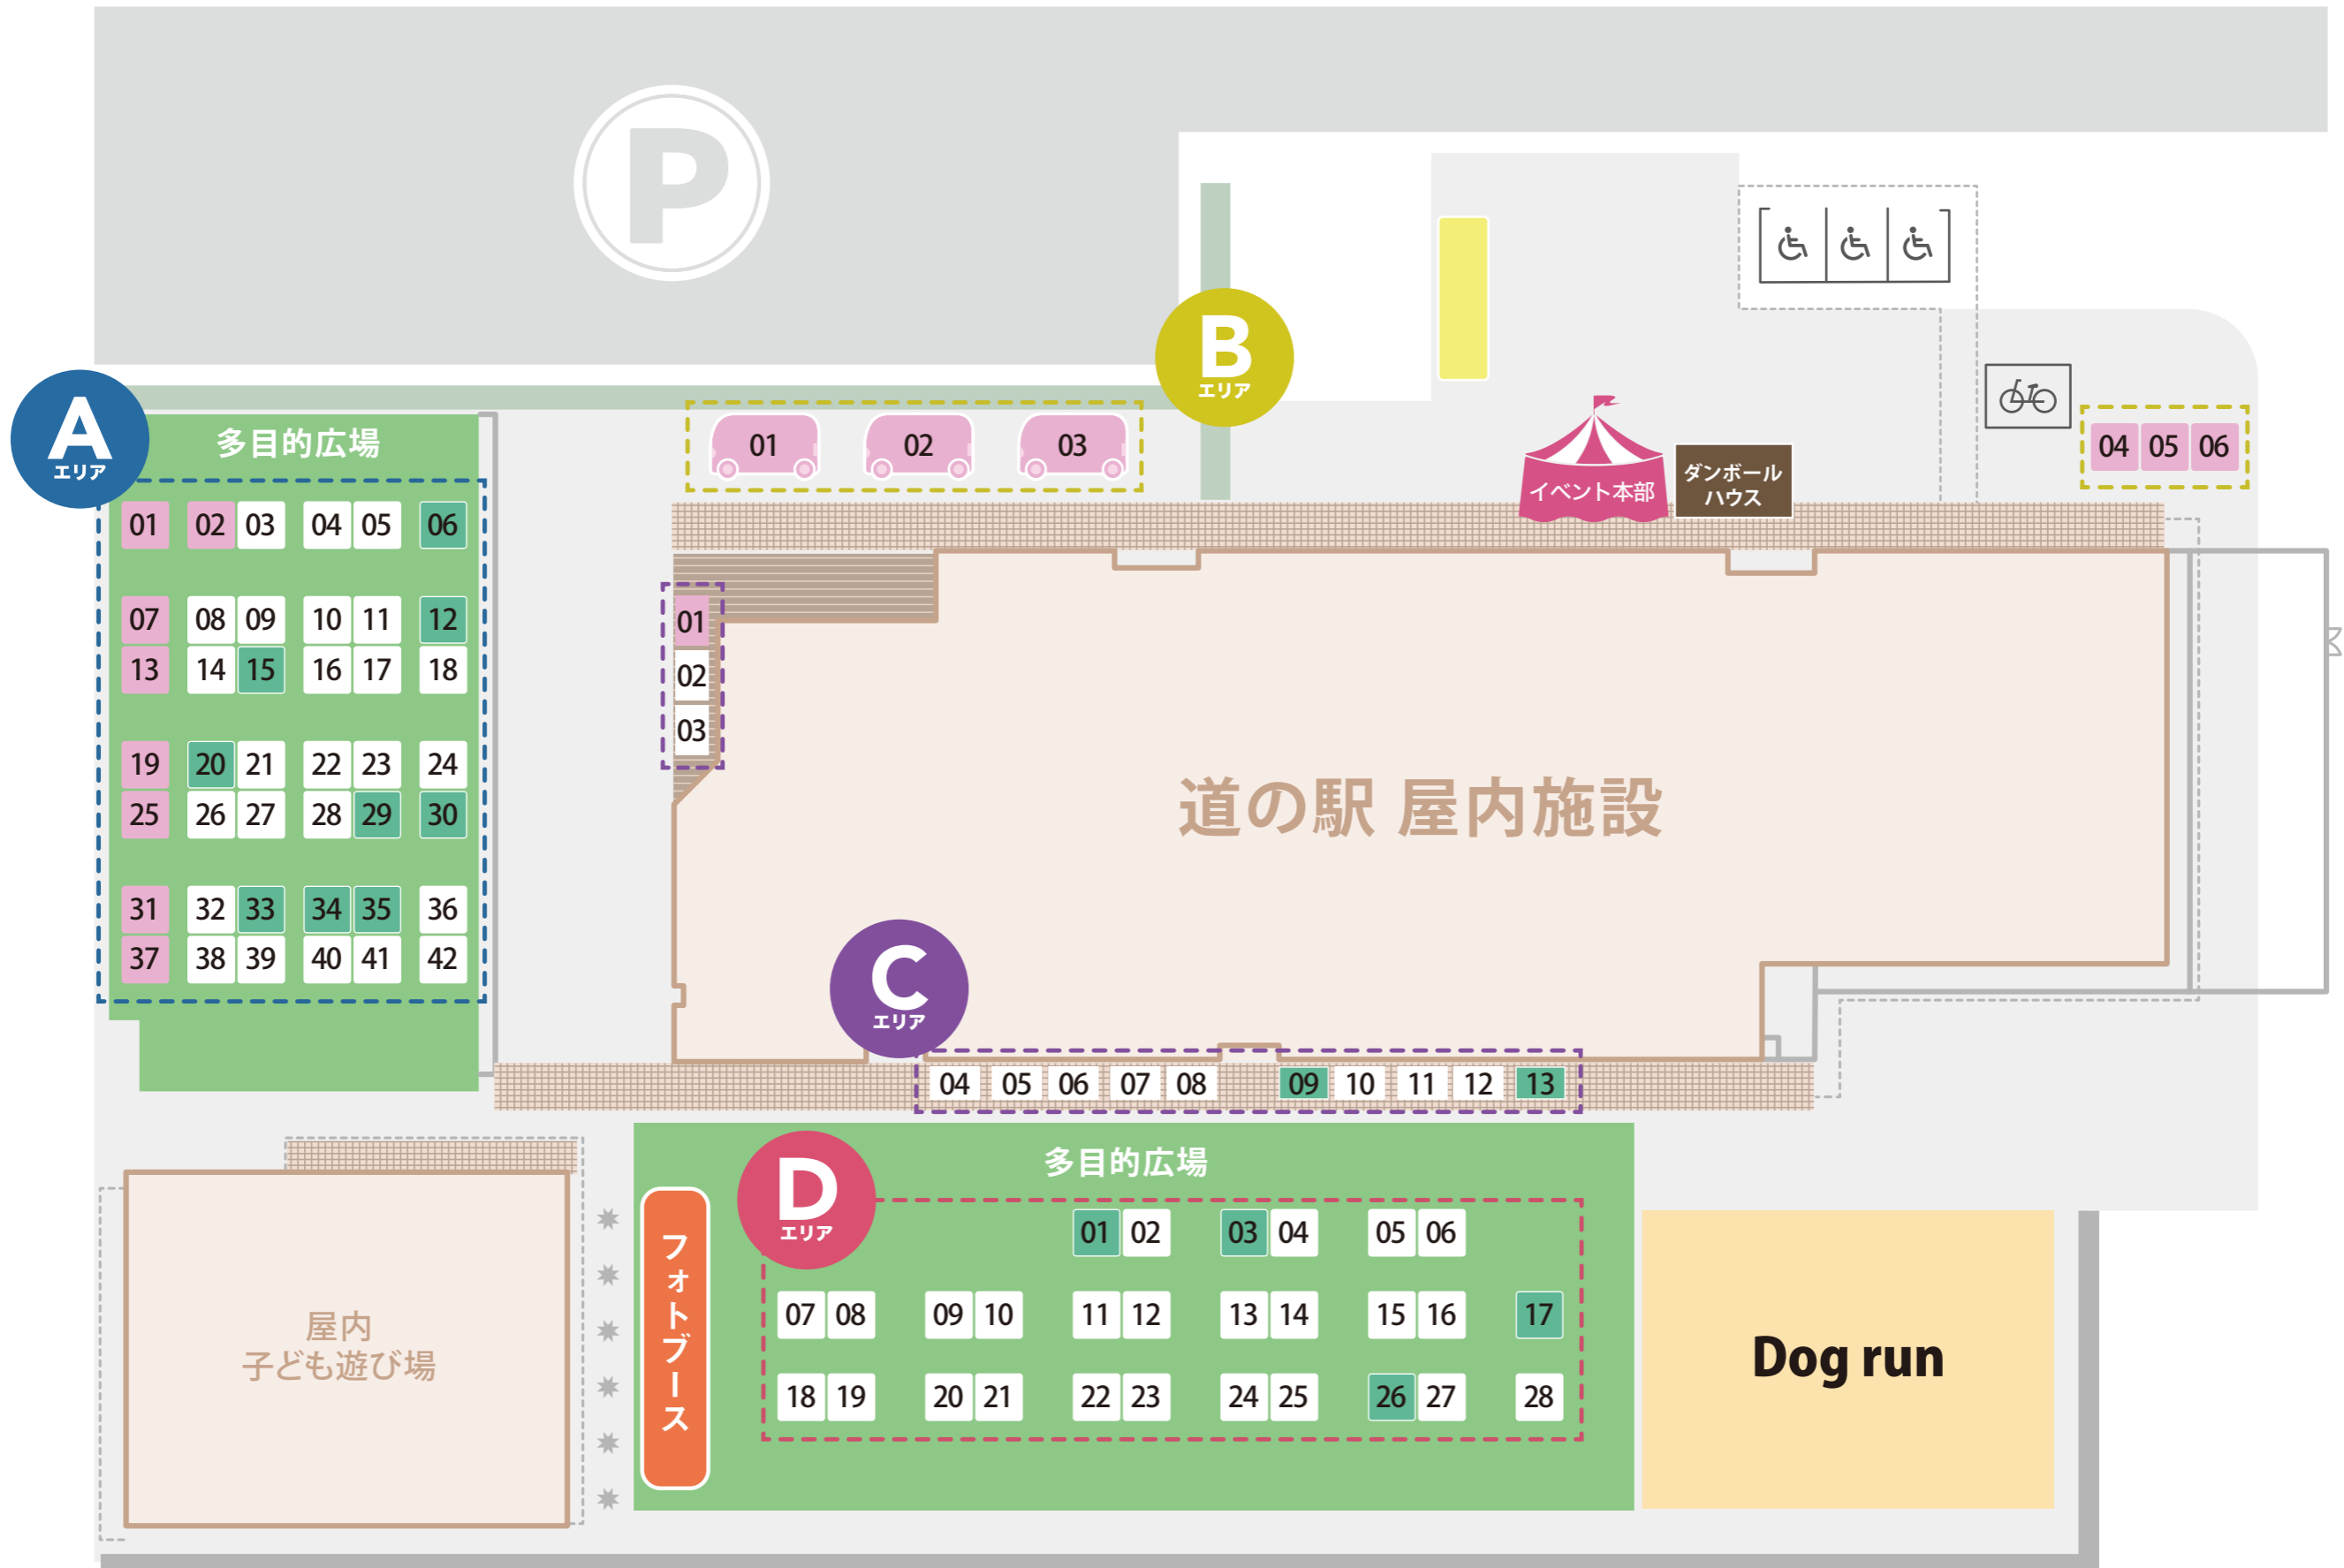 P
B
エリア
A
エリア
多目的広場
01 02 03
イベント本部
ダンボール
ハウス
04 05 06
01 02 03 04 05 06
07 08 09 10 11 12
13 14 15 16 17 18
19 20 21 22 23 24
25 26 27 28 29 30
31 32 33 34 35 36
37 38 39 40 41 42
01
02
03
道の駅 屋内施設
C
エリア
04 05 06 07 08 09 10 11 12 13
多目的広場
D
エリア
フォトブース
01 02 03 04 05 06
07 08 09 10 11 12 13 14 15 16 17
18 19 20 21 22 23 24 25 26 27 28
屋内
子ども遊び場
Dog run